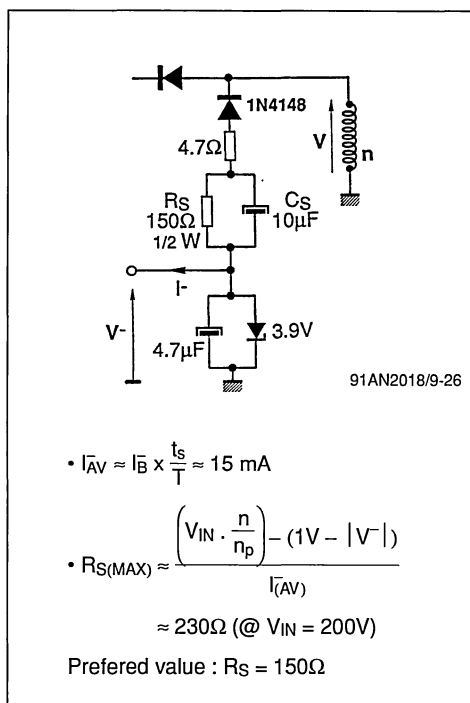 1N4148
4.7Ω
V
n
RS
150Ω
1/2 W
CS
10µF
I-
V-
4.7µF
3.9V
91AN2018/9-26
• I̅AV ≈ I̅B x ts/T ≈ 15 mA
• RS(MAX) ≈ ((VIN . n/np) – (1V – |V⁻|)) / I̅(AV)
≈ 230Ω (@ VIN = 200V)
Prefered value : RS = 150Ω